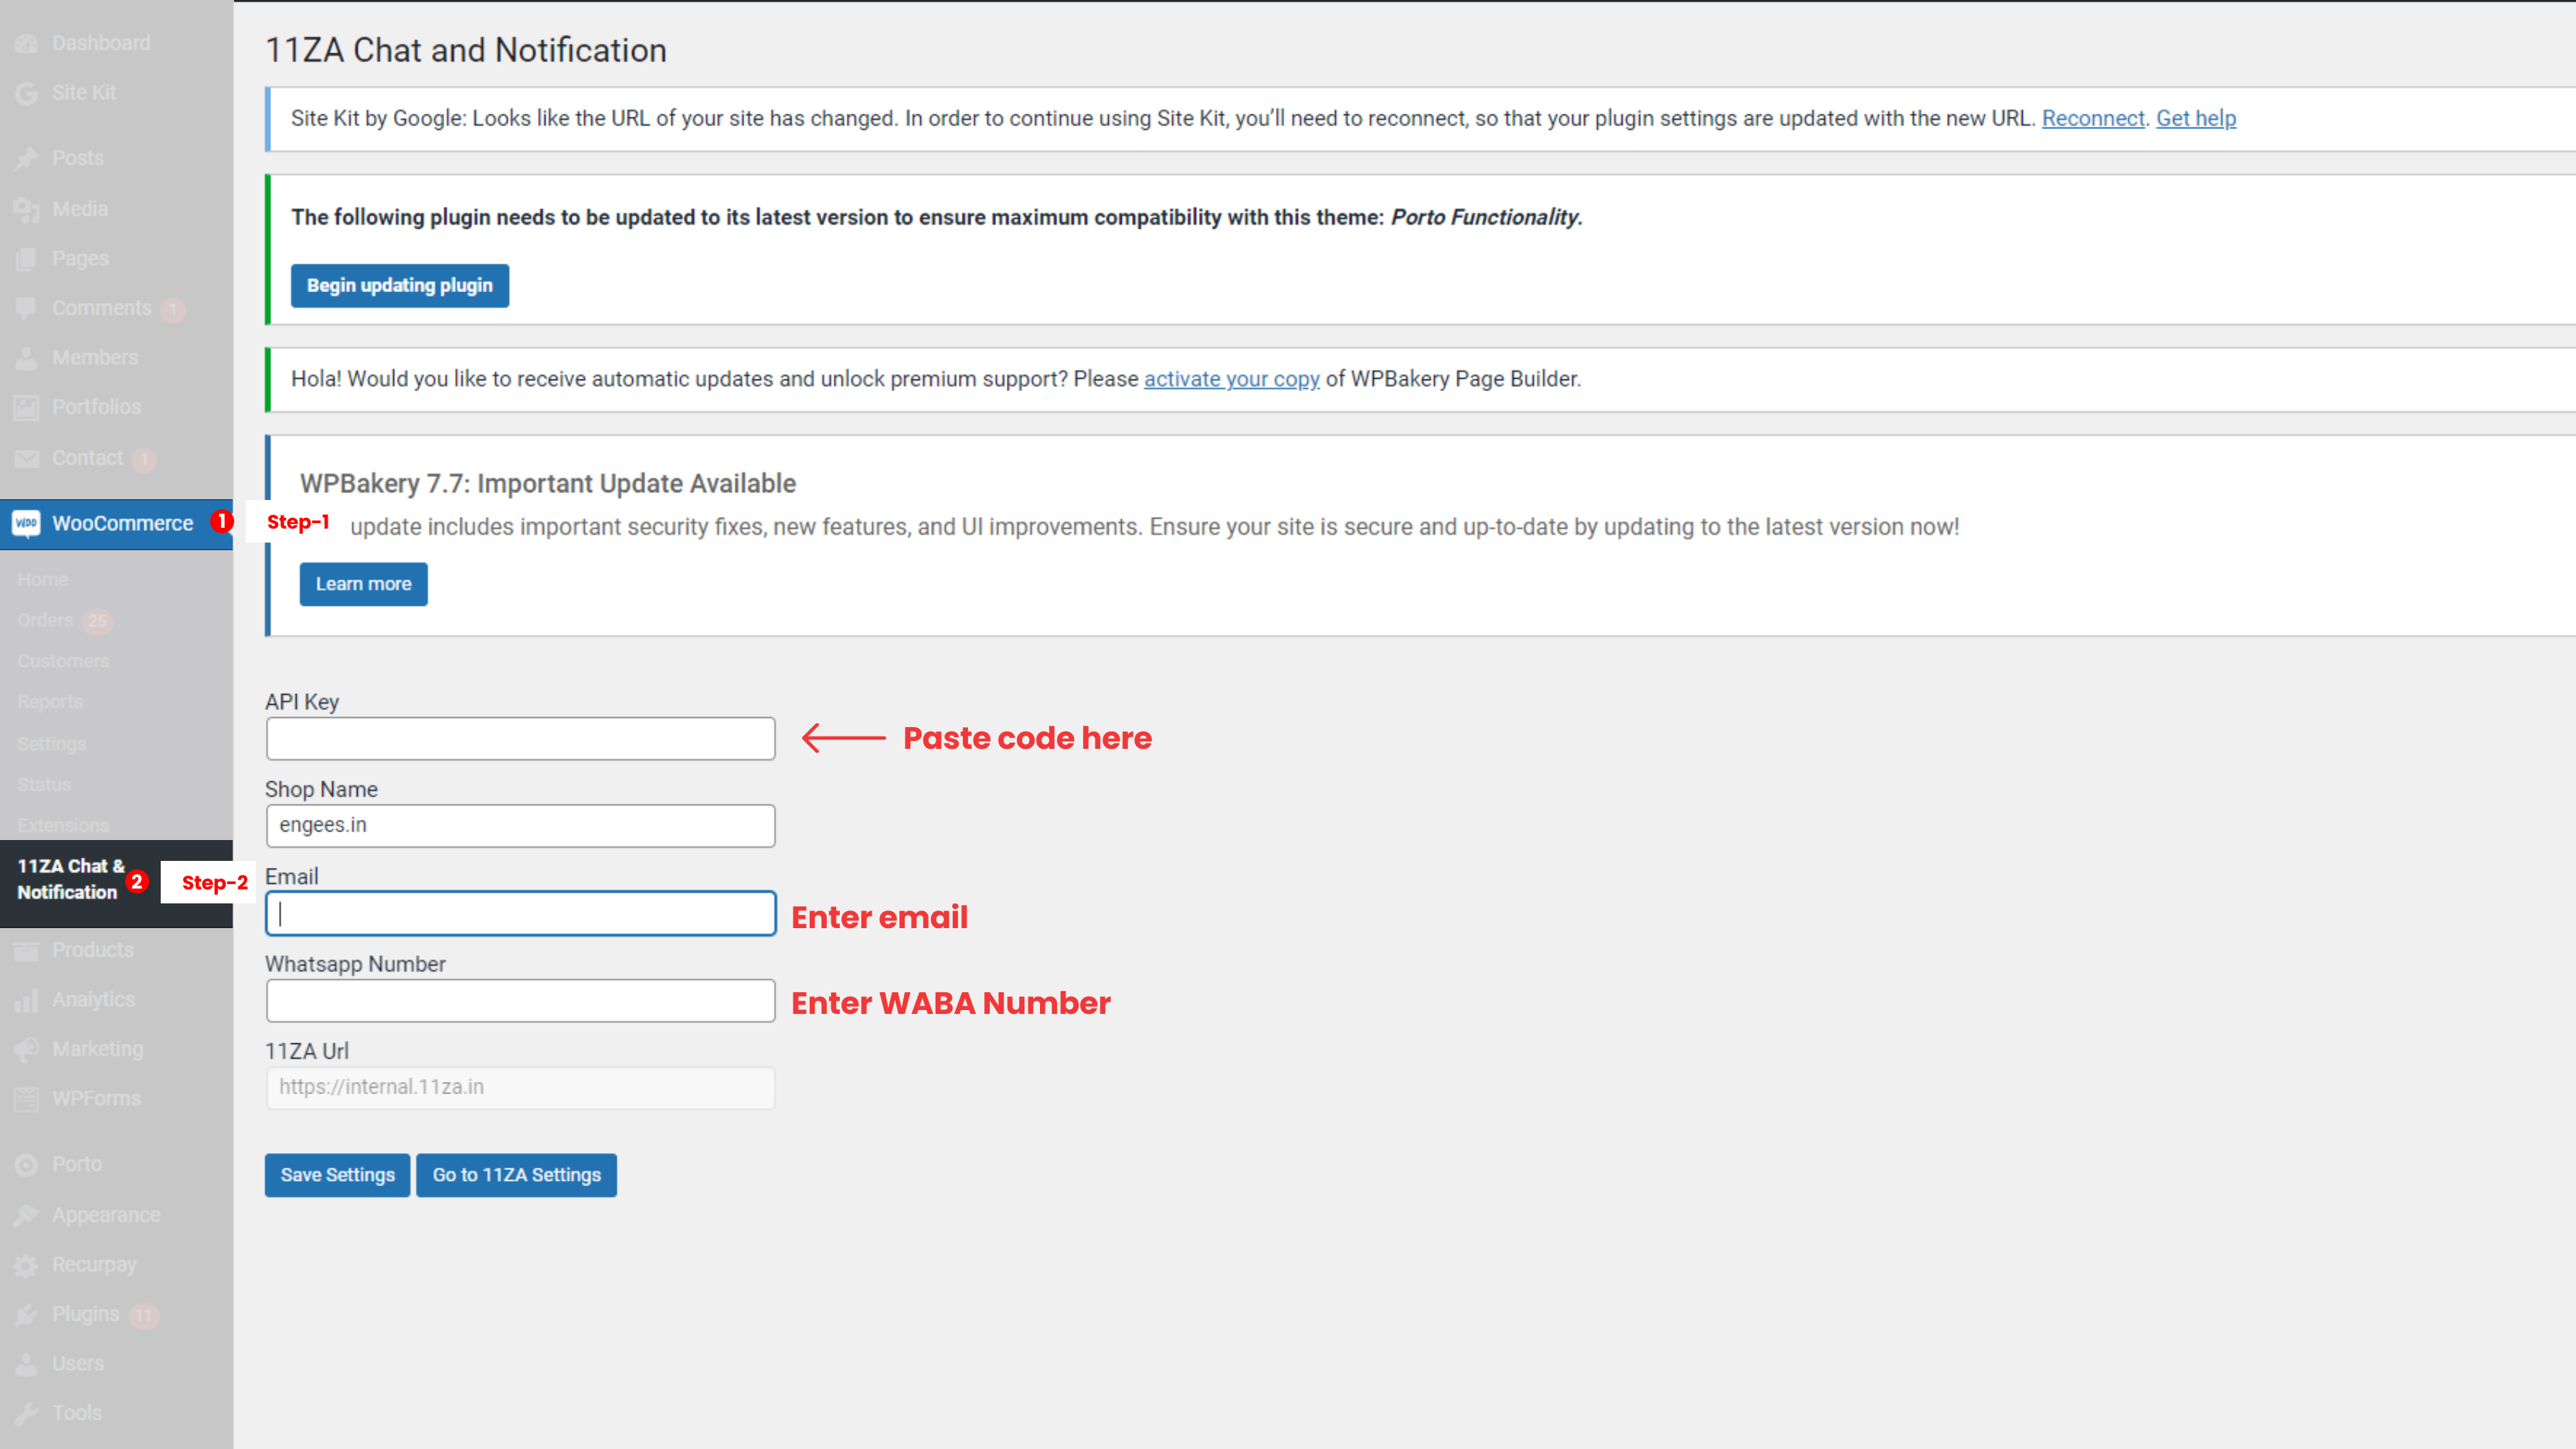 Dashboard
Site Kit
Posts
Media
Pages
Comments 1
Members
Portfolios
Contact 1
WOO WooCommerce 1
Step-1
Home
Orders 25
Customers
Reports
Settings
Status
Extensions
11ZA Chat &
Notification 2
Step-2
Products
Analytics
Marketing
WPForms
Porto
Appearance
Recurpay
Plugins 11
Users
Tools
11ZA Chat and Notification
Site Kit by Google: Looks like the URL of your site has changed. In order to continue using Site Kit, you'll need to reconnect, so that your plugin settings are updated with the new URL. Reconnect. Get help
The following plugin needs to be updated to its latest version to ensure maximum compatibility with this theme: Porto Functionality.
Begin updating plugin
Hola! Would you like to receive automatic updates and unlock premium support? Please activate your copy of WPBakery Page Builder.
WPBakery 7.7: Important Update Available
update includes important security fixes, new features, and UI improvements. Ensure your site is secure and up-to-date by updating to the latest version now!
Learn more
API Key
Paste code here
Shop Name
engees.in
Email
Enter email
Whatsapp Number
Enter WABA Number
11ZA Url
https://internal.11za.in
Save Settings Go to 11ZA Settings